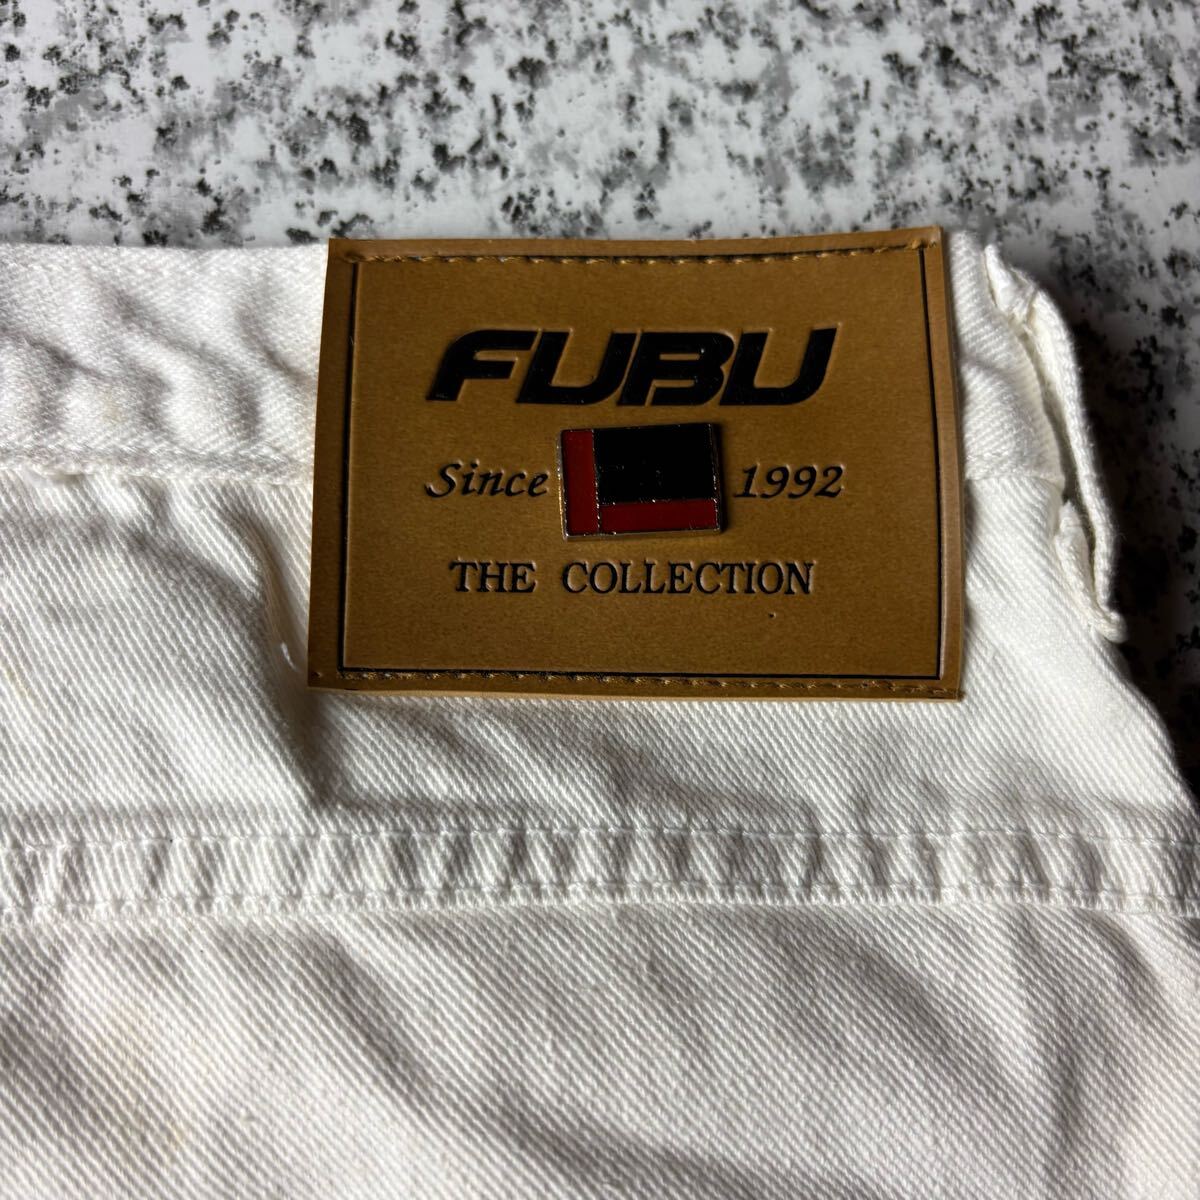 FUBU
Since 1992
THE COLLECTION